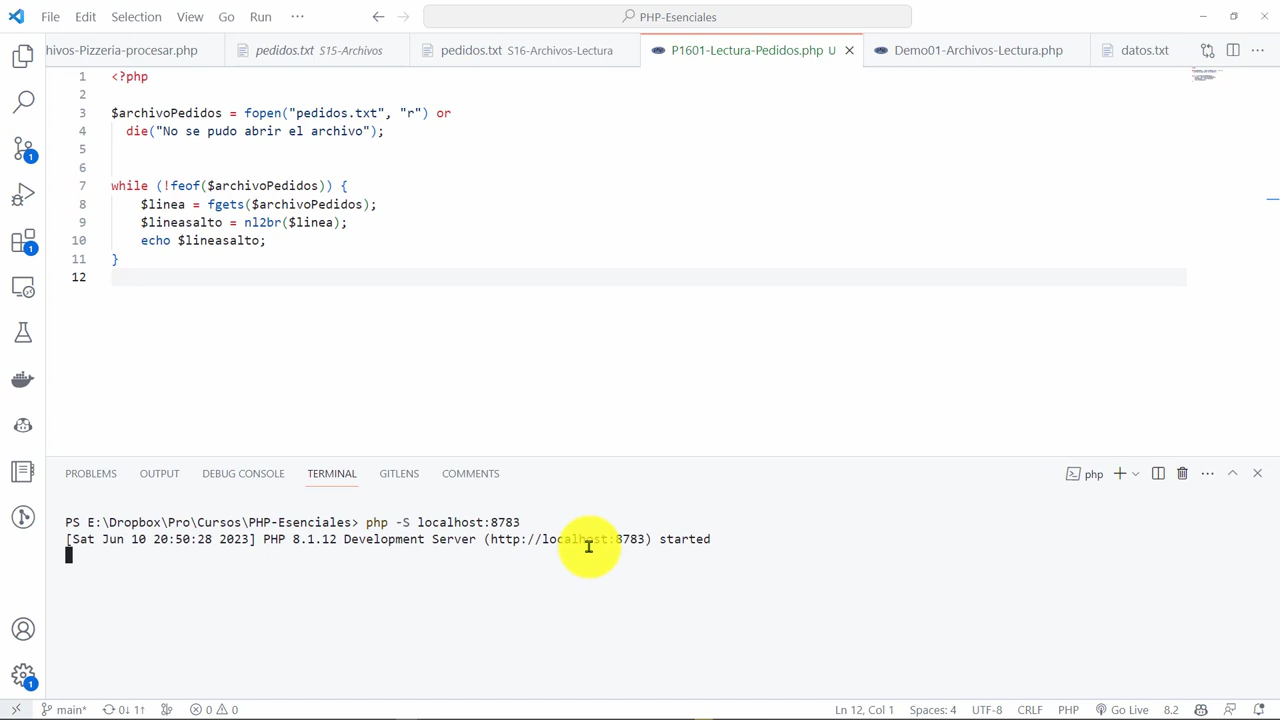 File Edit Selection View Go Run ··· PHP-Esenciales
hivos-Pizzeria-procesar.php pedidos.txt S15-Archivos pedidos.txt S16-Archivos-Lectura P1601-Lectura-Pedidos.php U Demo01-Archivos-Lectura.php datos.txt ···
1 <?php
2
3 $archivoPedidos = fopen("pedidos.txt", "r") or
4 die("No se pudo abrir el archivo");
5
6
7 while (!feof($archivoPedidos)) {
8 $linea = fgets($archivoPedidos);
9 $lineasalto = nl2br($linea);
10 echo $lineasalto;
11 }
12
1
1
PROBLEMS OUTPUT DEBUG CONSOLE TERMINAL GITLENS COMMENTS php ···
PS E:\Dropbox\Pro\Cursos\PHP-Esenciales> php -S localhost:8783
[Sat Jun 10 20:50:28 2023] PHP 8.1.12 Development Server (http://localhost:8783) started
1
main* 0↓ 1↑ 0 0 Ln 12, Col 1 Spaces: 4 UTF-8 CRLF PHP Go Live 8.2